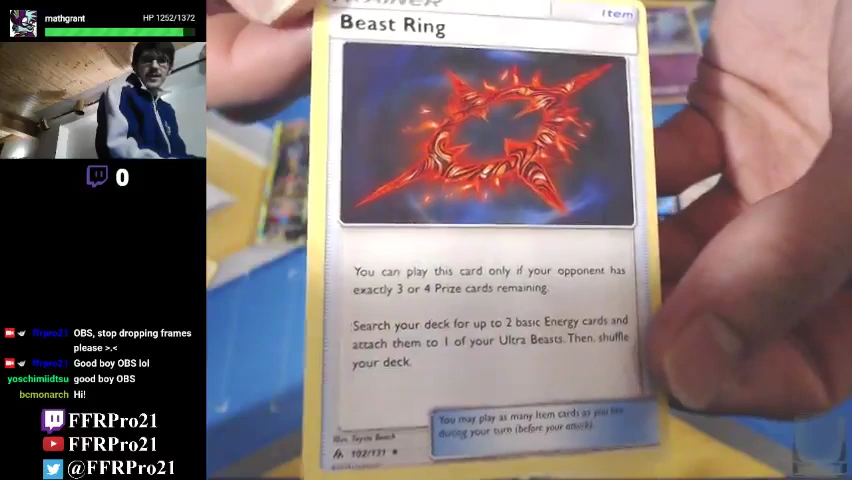 mathgrant
HP 1252/1372
0
ffrpro21 OBS, stop dropping frames
please >.<
ffrpro21 Good boy OBS lol
yoschimiidtsu good boy OBS
bcmonarch Hi!
FFRPro21
FFRPro21
@FFRPro21
TRAINER
Item
Beast Ring
You can play this card only if your opponent has
exactly 3 or 4 Prize cards remaining.
Search your deck for up to 2 basic Energy cards and
attach them to 1 of your Ultra Beasts. Then, shuffle
your deck.
You may play as many Item cards as you like
during your turn (before your attack).
Illus. Toyste Beach
102/131